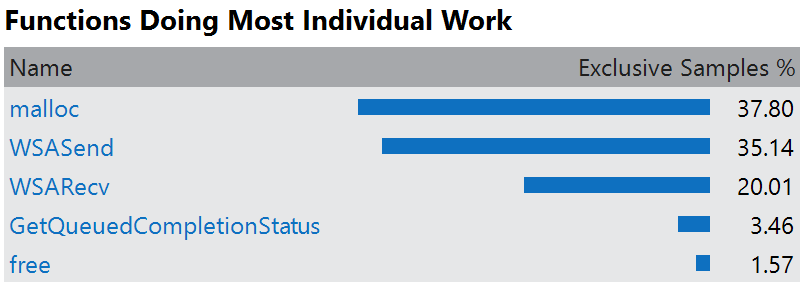 Functions Doing Most Individual Work
Name Exclusive Samples %
malloc 37.80
WSASend 35.14
WSARecv 20.01
GetQueuedCompletionStatus 3.46
free 1.57